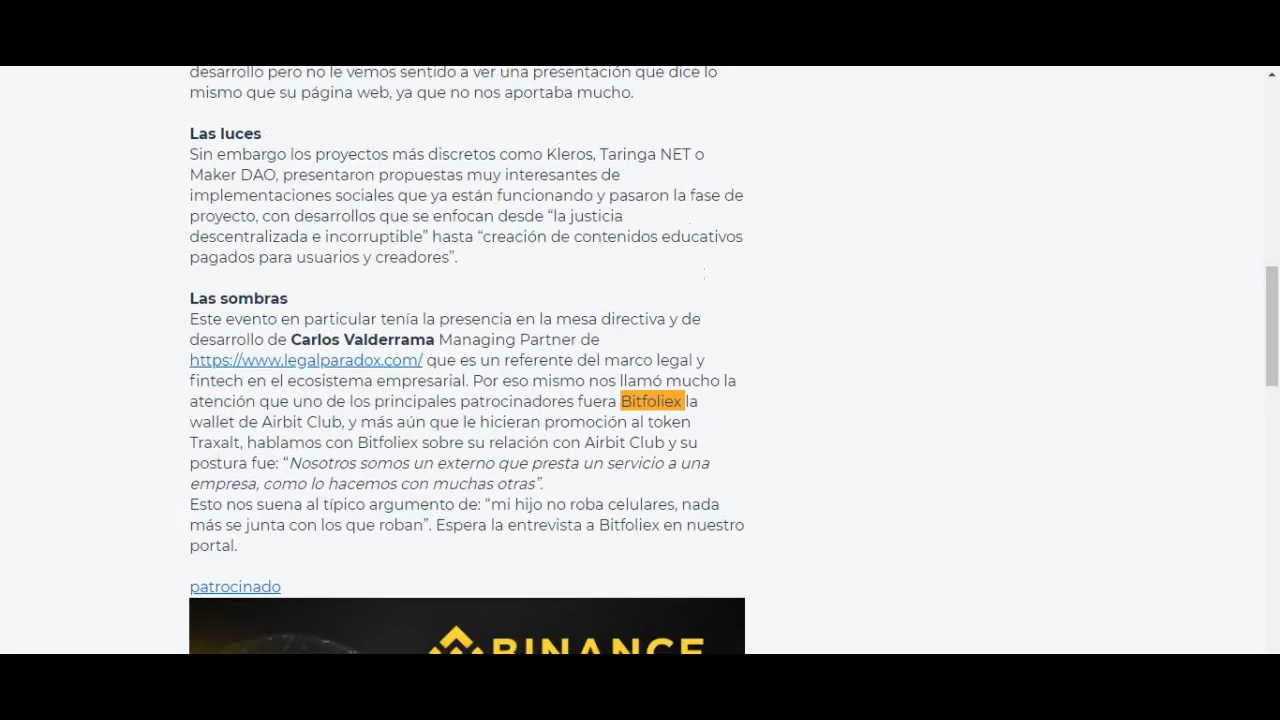 desarrollo pero no le vemos sentido a ver una presentación que dice lo
mismo que su página web, ya que no nos aportaba mucho.
Las luces
Sin embargo los proyectos más discretos como Kleros, Taringa NET o
Maker DAO, presentaron propuestas muy interesantes de
implementaciones sociales que ya están funcionando y pasaron la fase de
proyecto, con desarrollos que se enfocan desde “la justicia
descentralizada e incorruptible” hasta “creación de contenidos educativos
pagados para usuarios y creadores”.
Las sombras
Este evento en particular tenía la presencia en la mesa directiva y de
desarrollo de Carlos Valderrama Managing Partner de
https://www.legalparadox.com/ que es un referente del marco legal y
fintech en el ecosistema empresarial. Por eso mismo nos llamó mucho la
atención que uno de los principales patrocinadores fuera Bitfoliex la
wallet de Airbit Club, y más aún que le hicieran promoción al token
Traxalt, hablamos con Bitfoliex sobre su relación con Airbit Club y su
postura fue: “Nosotros somos un externo que presta un servicio a una
empresa, como lo hacemos con muchas otras”.
Esto nos suena al típico argumento de: “mi hijo no roba celulares, nada
más se junta con los que roban”. Espera la entrevista a Bitfoliex en nuestro
portal.
patrocinado
BINANCE